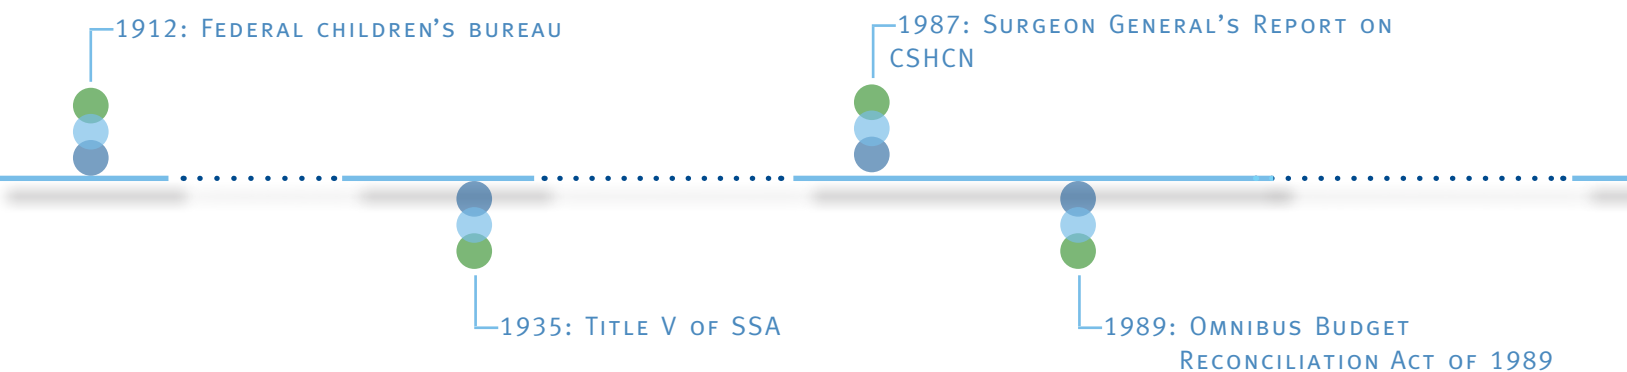 1912: Federal children's bureau
1935: Title V of SSA
1987: Surgeon General's Report on
CSHCN
1989: Omnibus Budget
Reconciliation Act of 1989